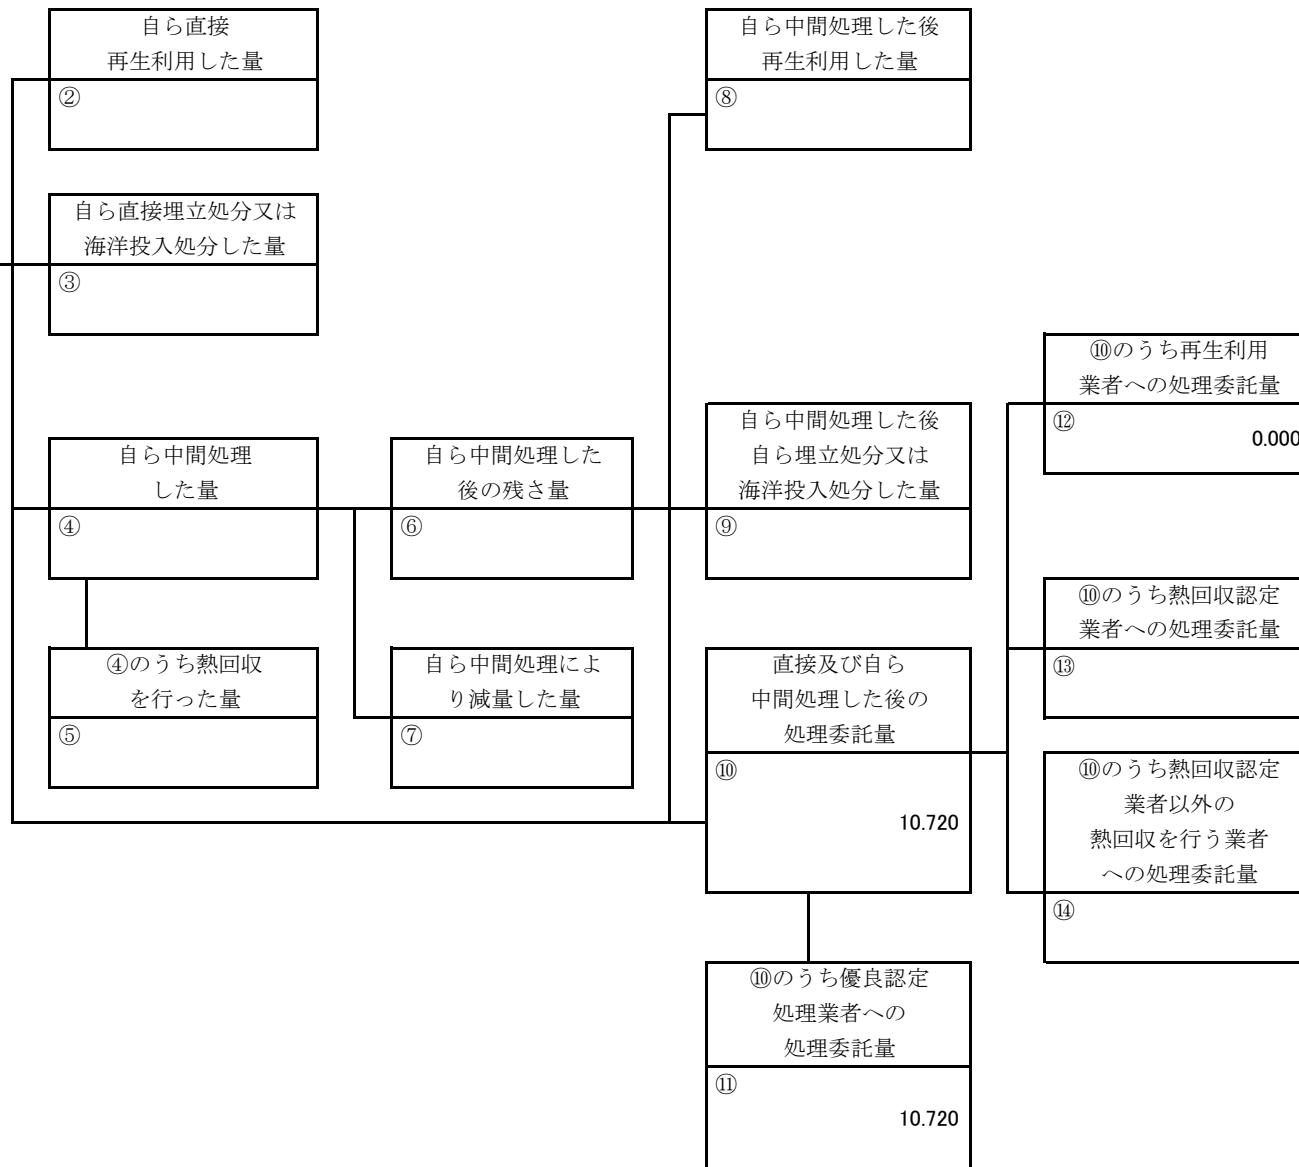 自ら直接
再生利用した量
②
自ら中間処理した後
再生利用した量
⑧
自ら直接埋立処分又は
海洋投入処分した量
③
⑩のうち再生利用
業者への処理委託量
⑫
0.000
自ら中間処理
した量
④
自ら中間処理した
後の残さ量
⑥
自ら中間処理した後
自ら埋立処分又は
海洋投入処分した量
⑨
⑩のうち熱回収認定
業者への処理委託量
⑬
④のうち熱回収
を行った量
⑤
自ら中間処理によ
り減量した量
⑦
直接及び自ら
中間処理した後の
処理委託量
⑩
10.720
⑩のうち熱回収認定
業者以外の
熱回収を行う業者
への処理委託量
⑭
⑩のうち優良認定
処理業者への
処理委託量
⑪
10.720